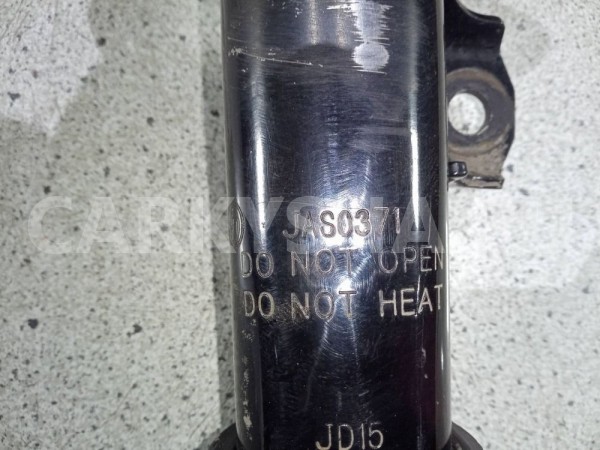 JAS0371
DO NOT OPEN
DO NOT HEAT
JD15